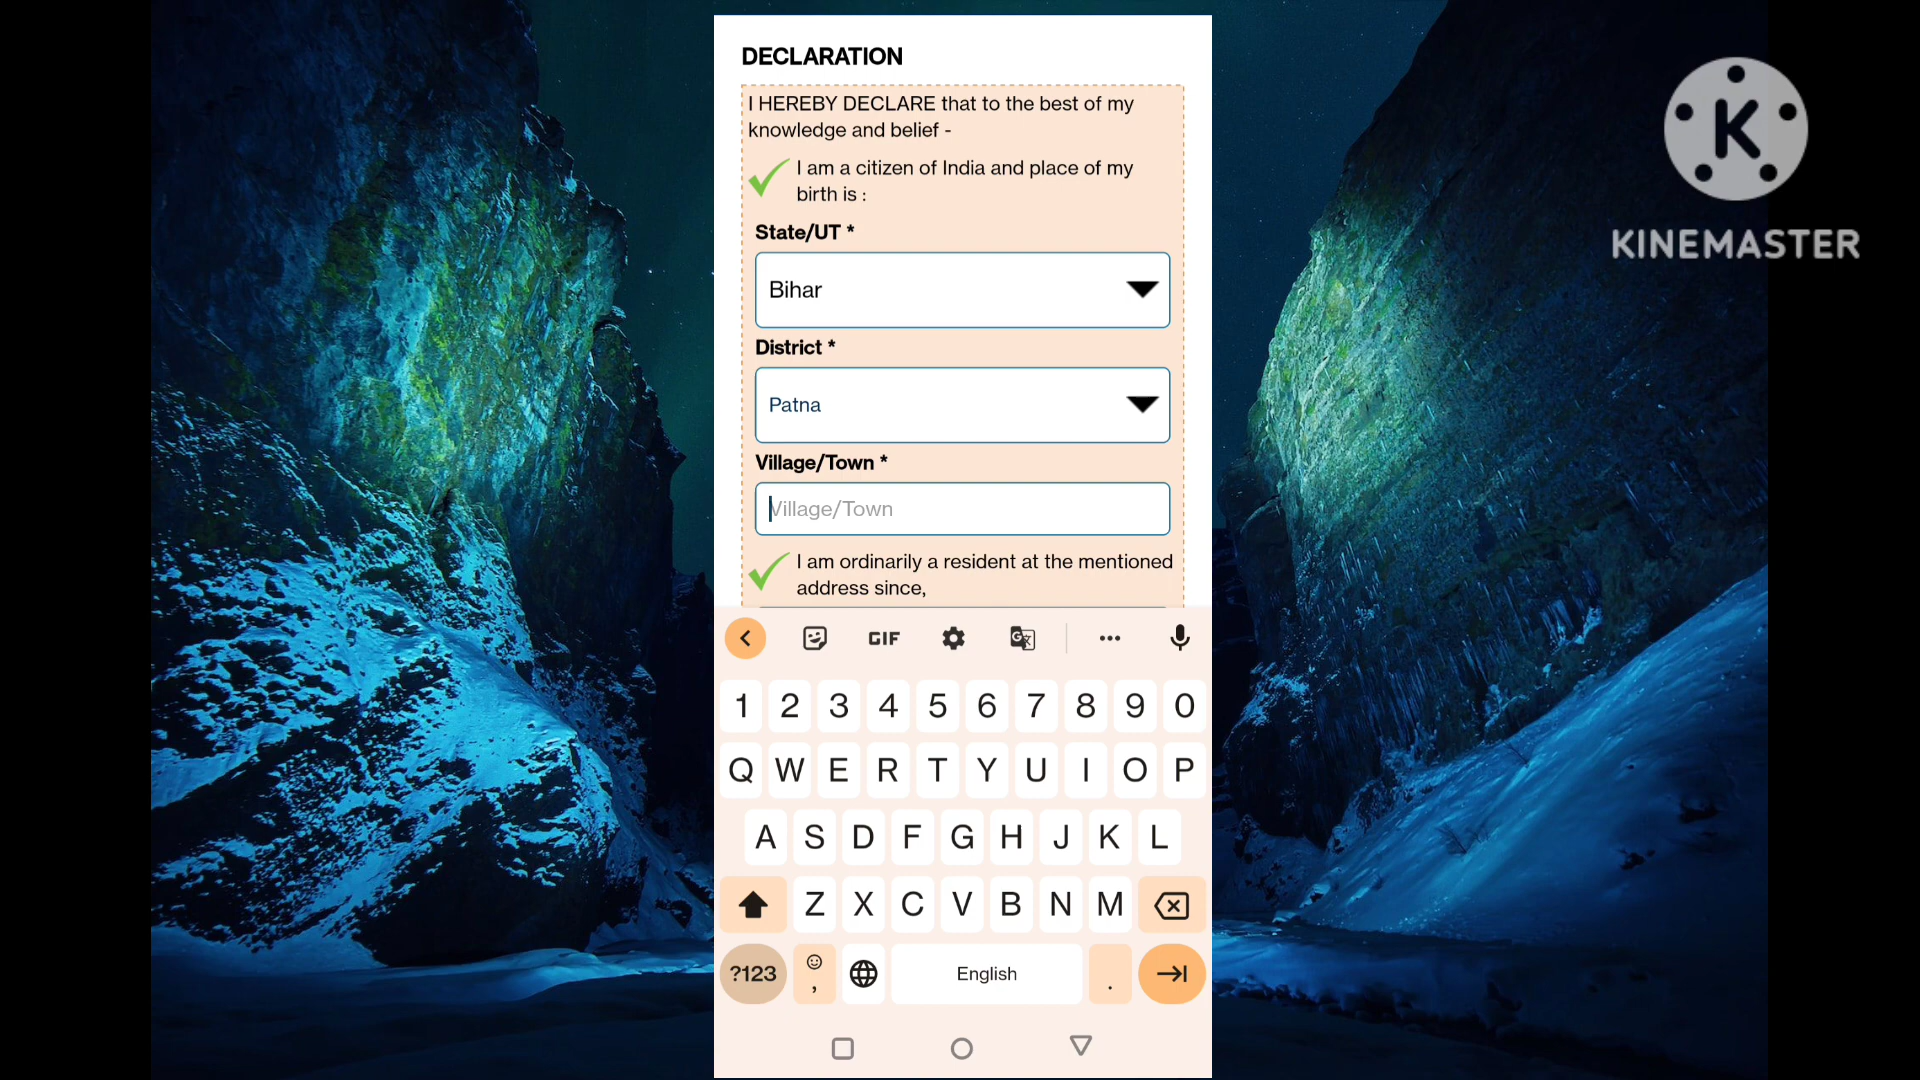 DECLARATION
I HEREBY DECLARE that to the best of my
knowledge and belief -
I am a citizen of India and place of my
birth is :
State/UT *
Bihar
District *
Patna
Village/Town *
Village/Town
I am ordinarily a resident at the mentioned
address since,
GIF
1 2 3 4 5 6 7 8 9 0
Q W E R T Y U I O P
A S D F G H J K L
Z X C V B N M
?123 , English .
K
KINEMASTER